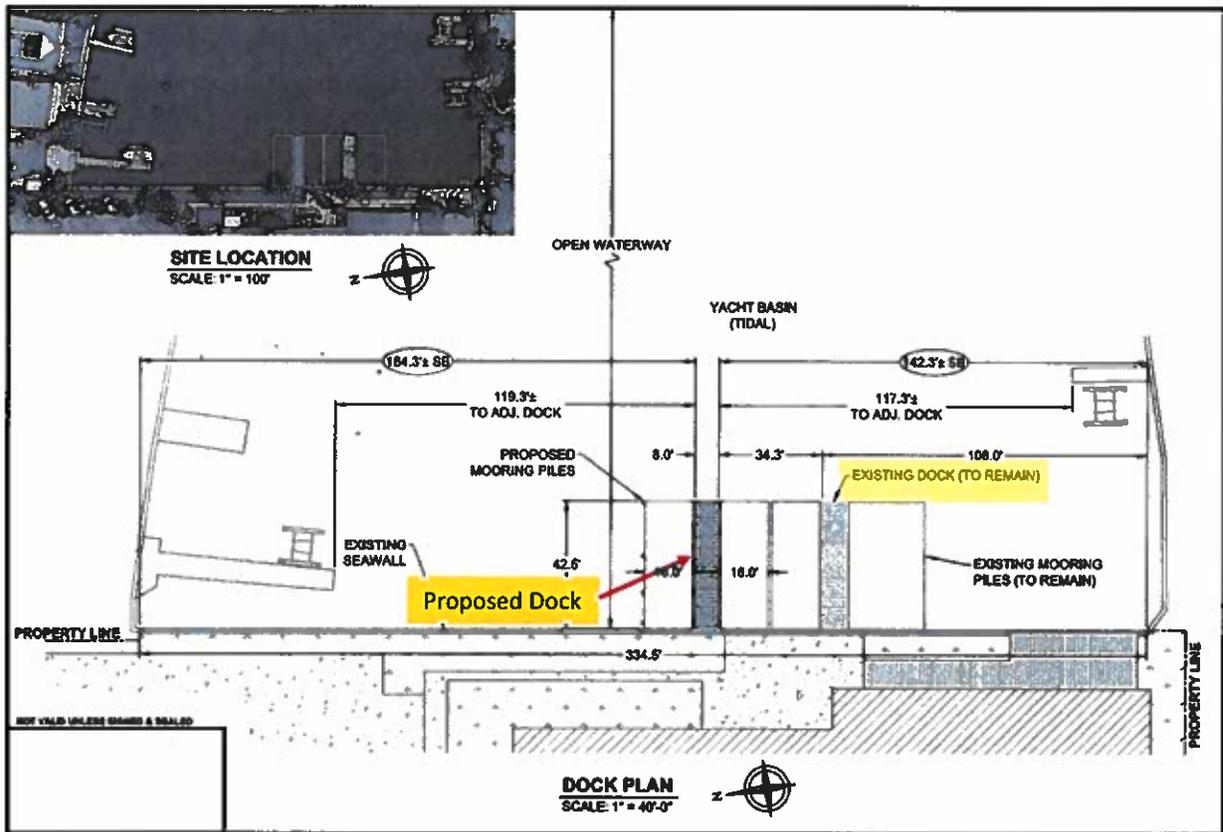 SITE LOCATION
SCALE: 1" = 100'
N
OPEN WATERWAY
YACHT BASIN
(TIDAL)
184.3'± SB
142.3'± SB
119.3'±
TO ADJ. DOCK
117.3'±
TO ADJ. DOCK
PROPOSED
MOORING PILES
8.0'
34.3'
108.0'
EXISTING DOCK (TO REMAIN)
EXISTING
SEAWALL
42.6'
16.0'
EXISTING MOORING
PILES (TO REMAIN)
Proposed Dock
PROPERTY LINE
334.6'
PROPERTY LINE
NOT VALID UNLESS SIGNED & SEALED
DOCK PLAN
SCALE: 1" = 40'-0"
N